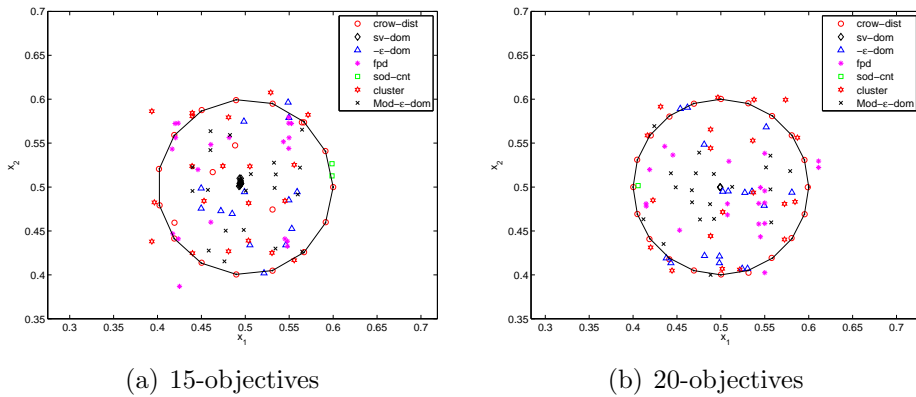 0.7
0.65
0.6
0.55
0.5
0.45
0.4
0.35
x2
0.3 0.35 0.4 0.45 0.5 0.55 0.6 0.65 0.7
x1
crow−dist
sv−dom
−ε−dom
fpd
sod−cnt
cluster
Mod−ε−dom
(a) 15-objectives
0.7
0.65
0.6
0.55
0.5
0.45
0.4
0.35
x2
0.3 0.35 0.4 0.45 0.5 0.55 0.6 0.65 0.7
x1
crow−dist
sv−dom
−ε−dom
fpd
sod−cnt
cluster
Mod−ε−dom
(b) 20-objectives